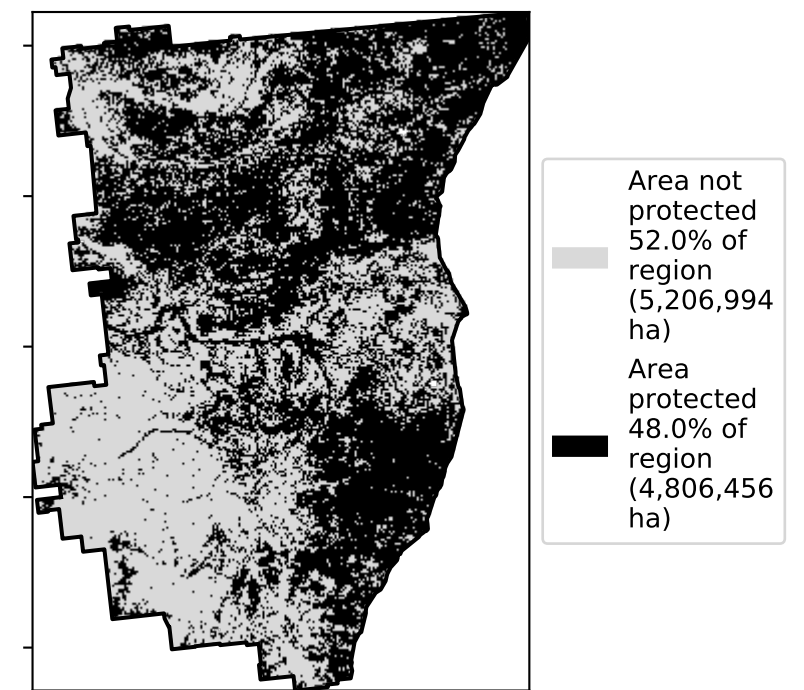 Area not
protected
52.0% of
region
(5,206,994
ha)
Area
protected
48.0% of
region
(4,806,456
ha)